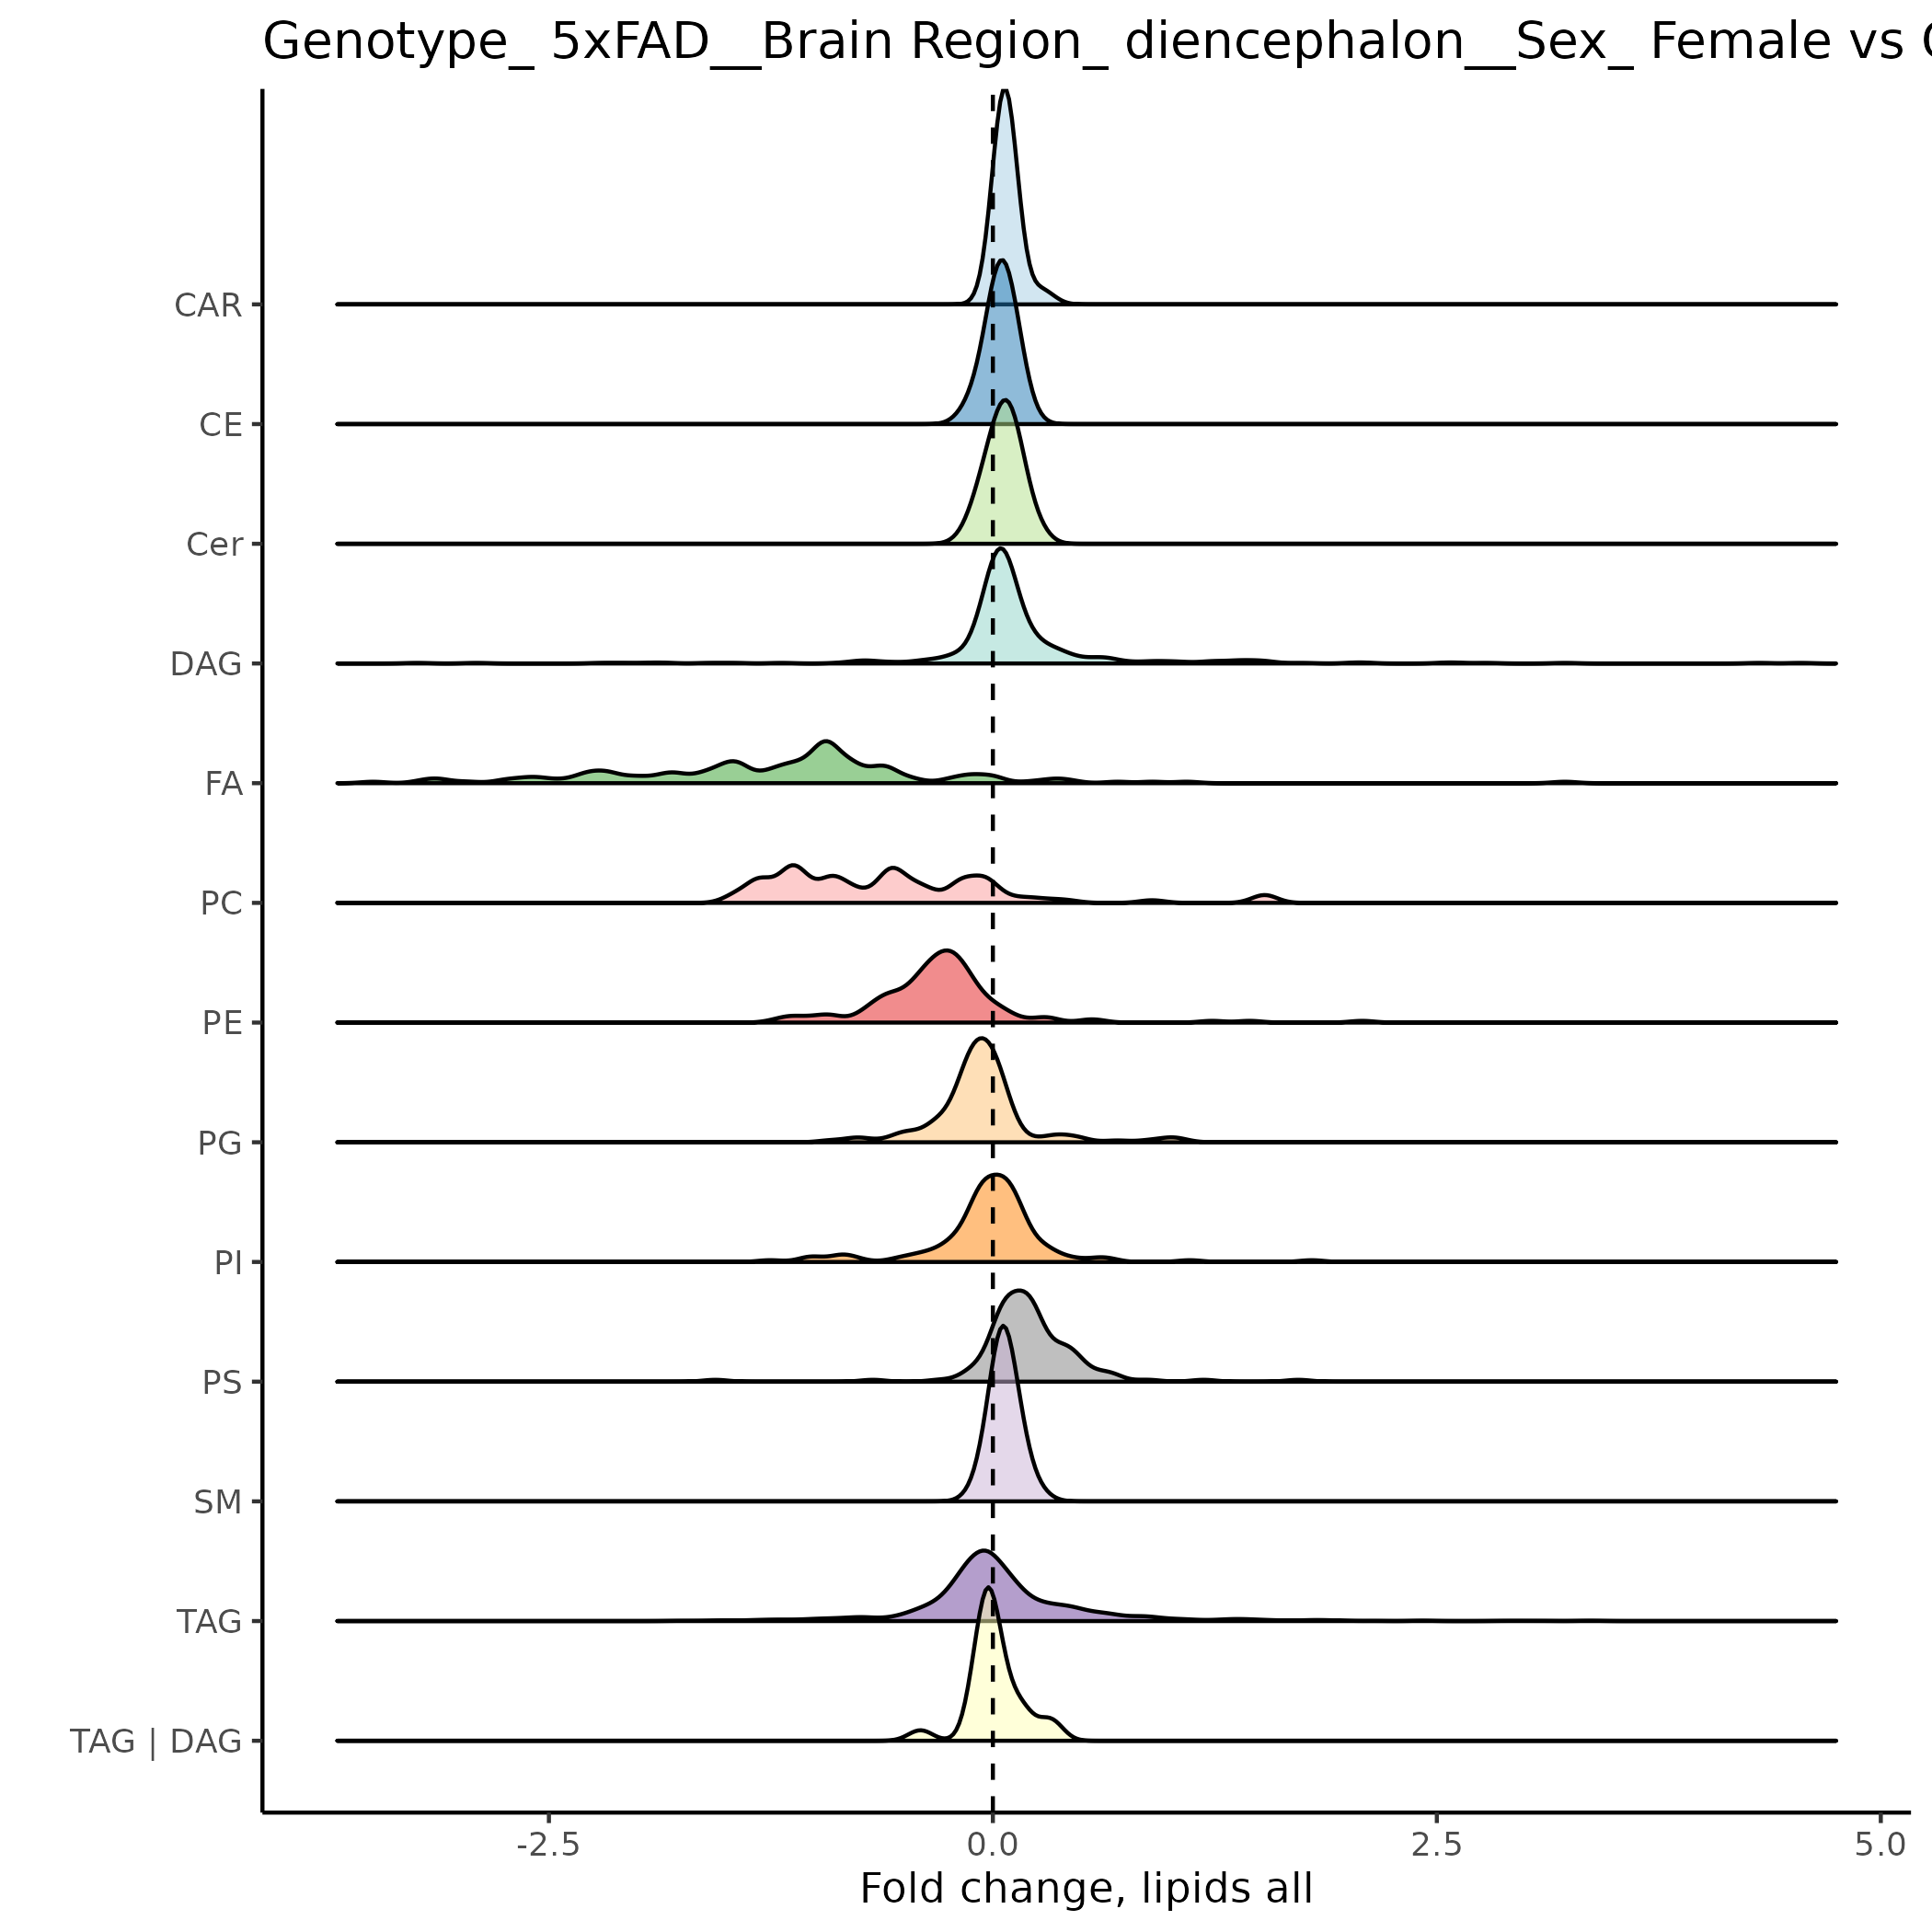 Genotype_ 5xFAD__Brain Region_ diencephalon__Sex_ Female vs
CAR
CE
Cer
DAG
FA
PC
PE
PG
PI
PS
SM
TAG
TAG | DAG
-2.5 0.0 2.5 5.0
Fold change, lipids all